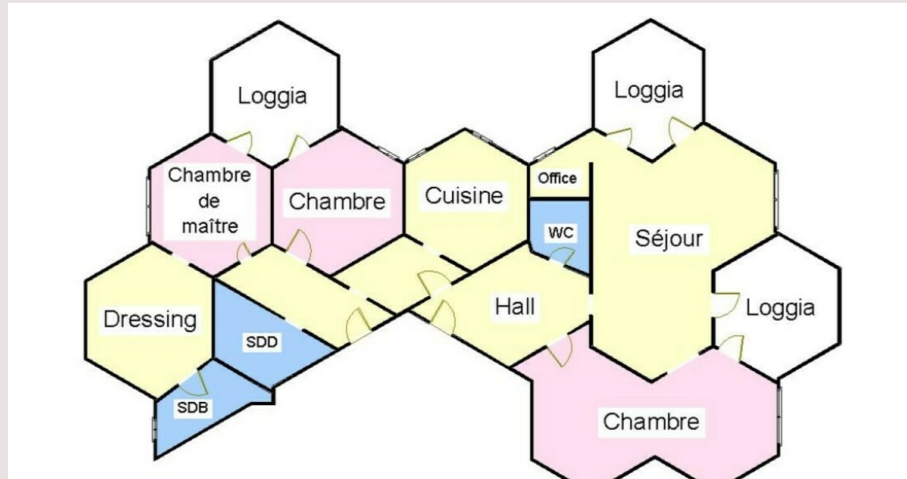 Loggia
Loggia
Chambre
de
maître
Chambre
Cuisine
Office
WC
Séjour
Dressing
SDD
Hall
Loggia
SDB
Chambre